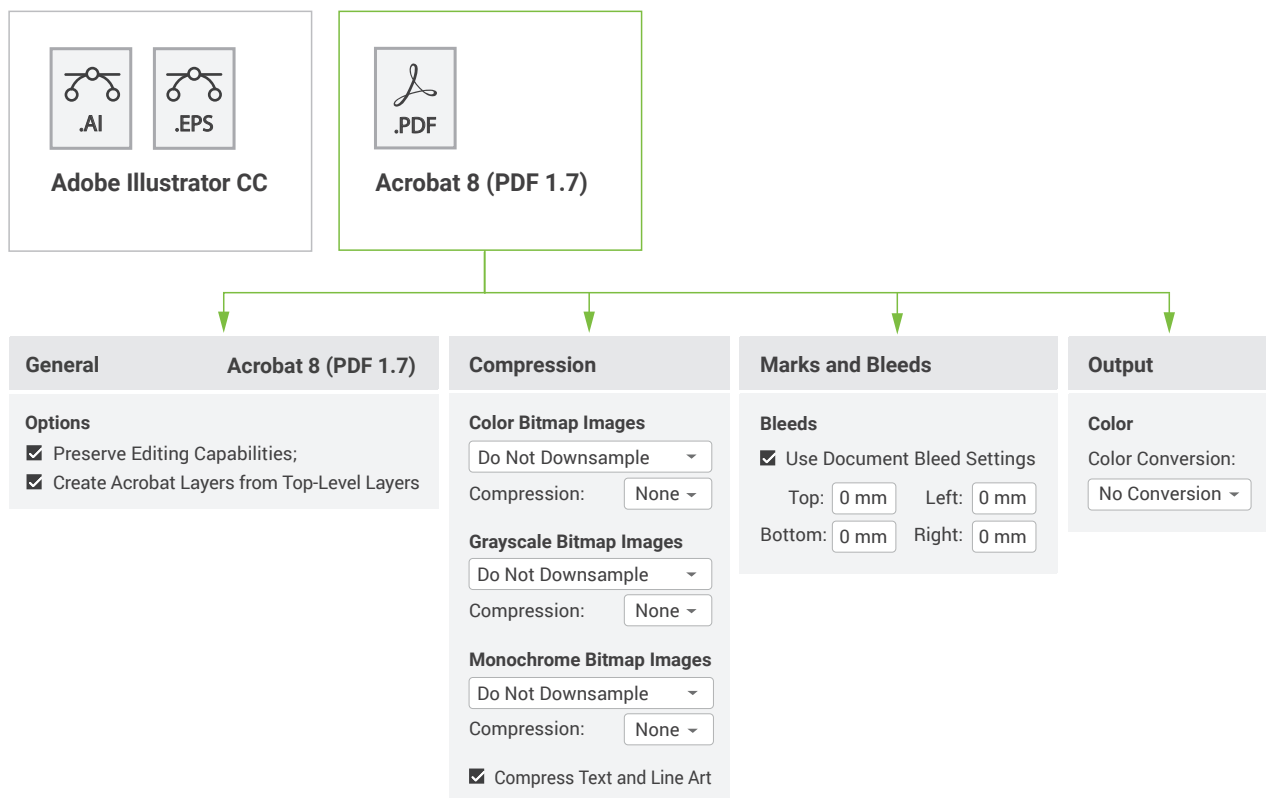 .AI
.EPS
Adobe Illustrator CC
.PDF
Acrobat 8 (PDF 1.7)
General Acrobat 8 (PDF 1.7)
Options
Preserve Editing Capabilities;
Create Acrobat Layers from Top-Level Layers
Compression
Color Bitmap Images
Do Not Downsample
Compression: None
Grayscale Bitmap Images
Do Not Downsample
Compression: None
Monochrome Bitmap Images
Do Not Downsample
Compression: None
Compress Text and Line Art
Marks and Bleeds
Bleeds
Use Document Bleed Settings
Top: 0 mm Left: 0 mm
Bottom: 0 mm Right: 0 mm
Output
Color
Color Conversion:
No Conversion